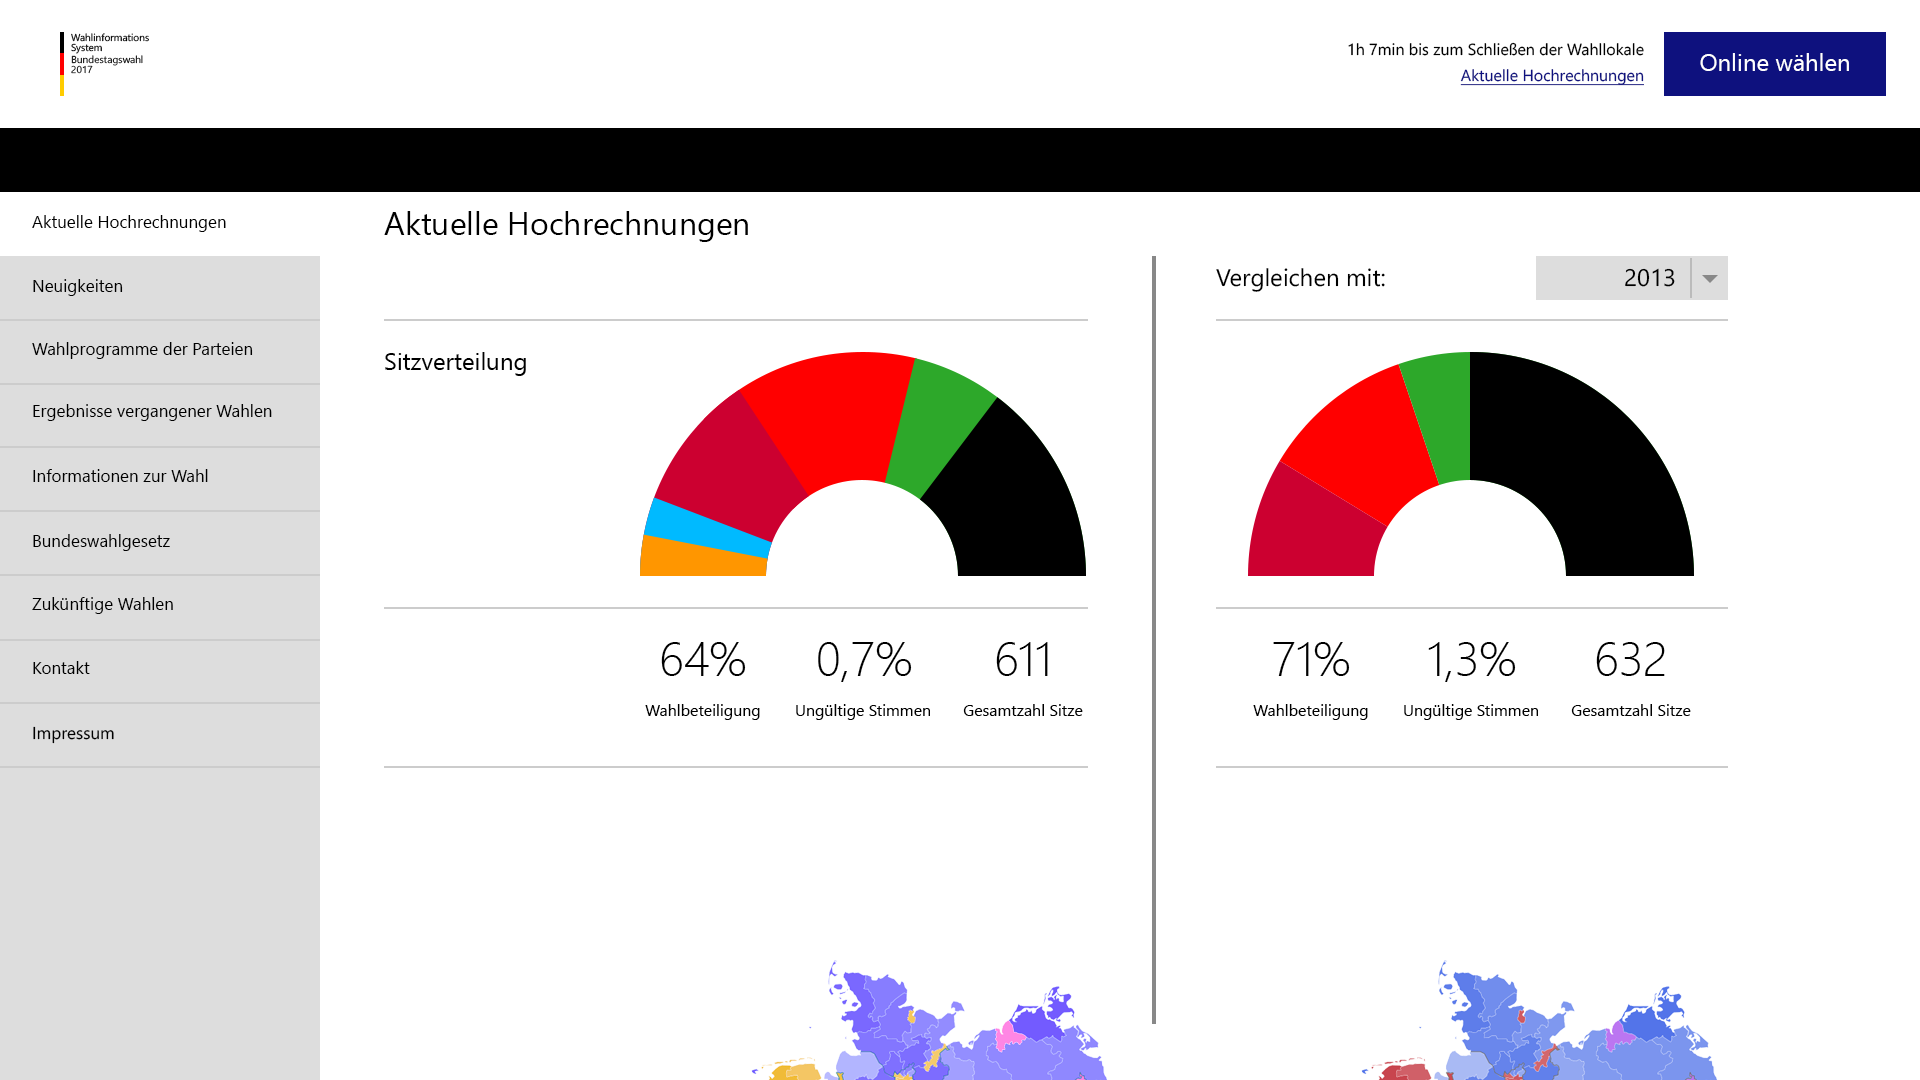 Wahlinformations
System
Bundestagswahl
2017
1h 7min bis zum Schließen der Wahllokale
Aktuelle Hochrechnungen
Online wählen
Aktuelle Hochrechnungen
Neuigkeiten
Wahlprogramme der Parteien
Ergebnisse vergangener Wahlen
Informationen zur Wahl
Bundeswahlgesetz
Zukünftige Wahlen
Kontakt
Impressum
Aktuelle Hochrechnungen
Sitzverteilung
64% 0,7% 611
Wahlbeteiligung Ungültige Stimmen Gesamtzahl Sitze
Vergleichen mit: 2013
71% 1,3% 632
Wahlbeteiligung Ungültige Stimmen Gesamtzahl Sitze